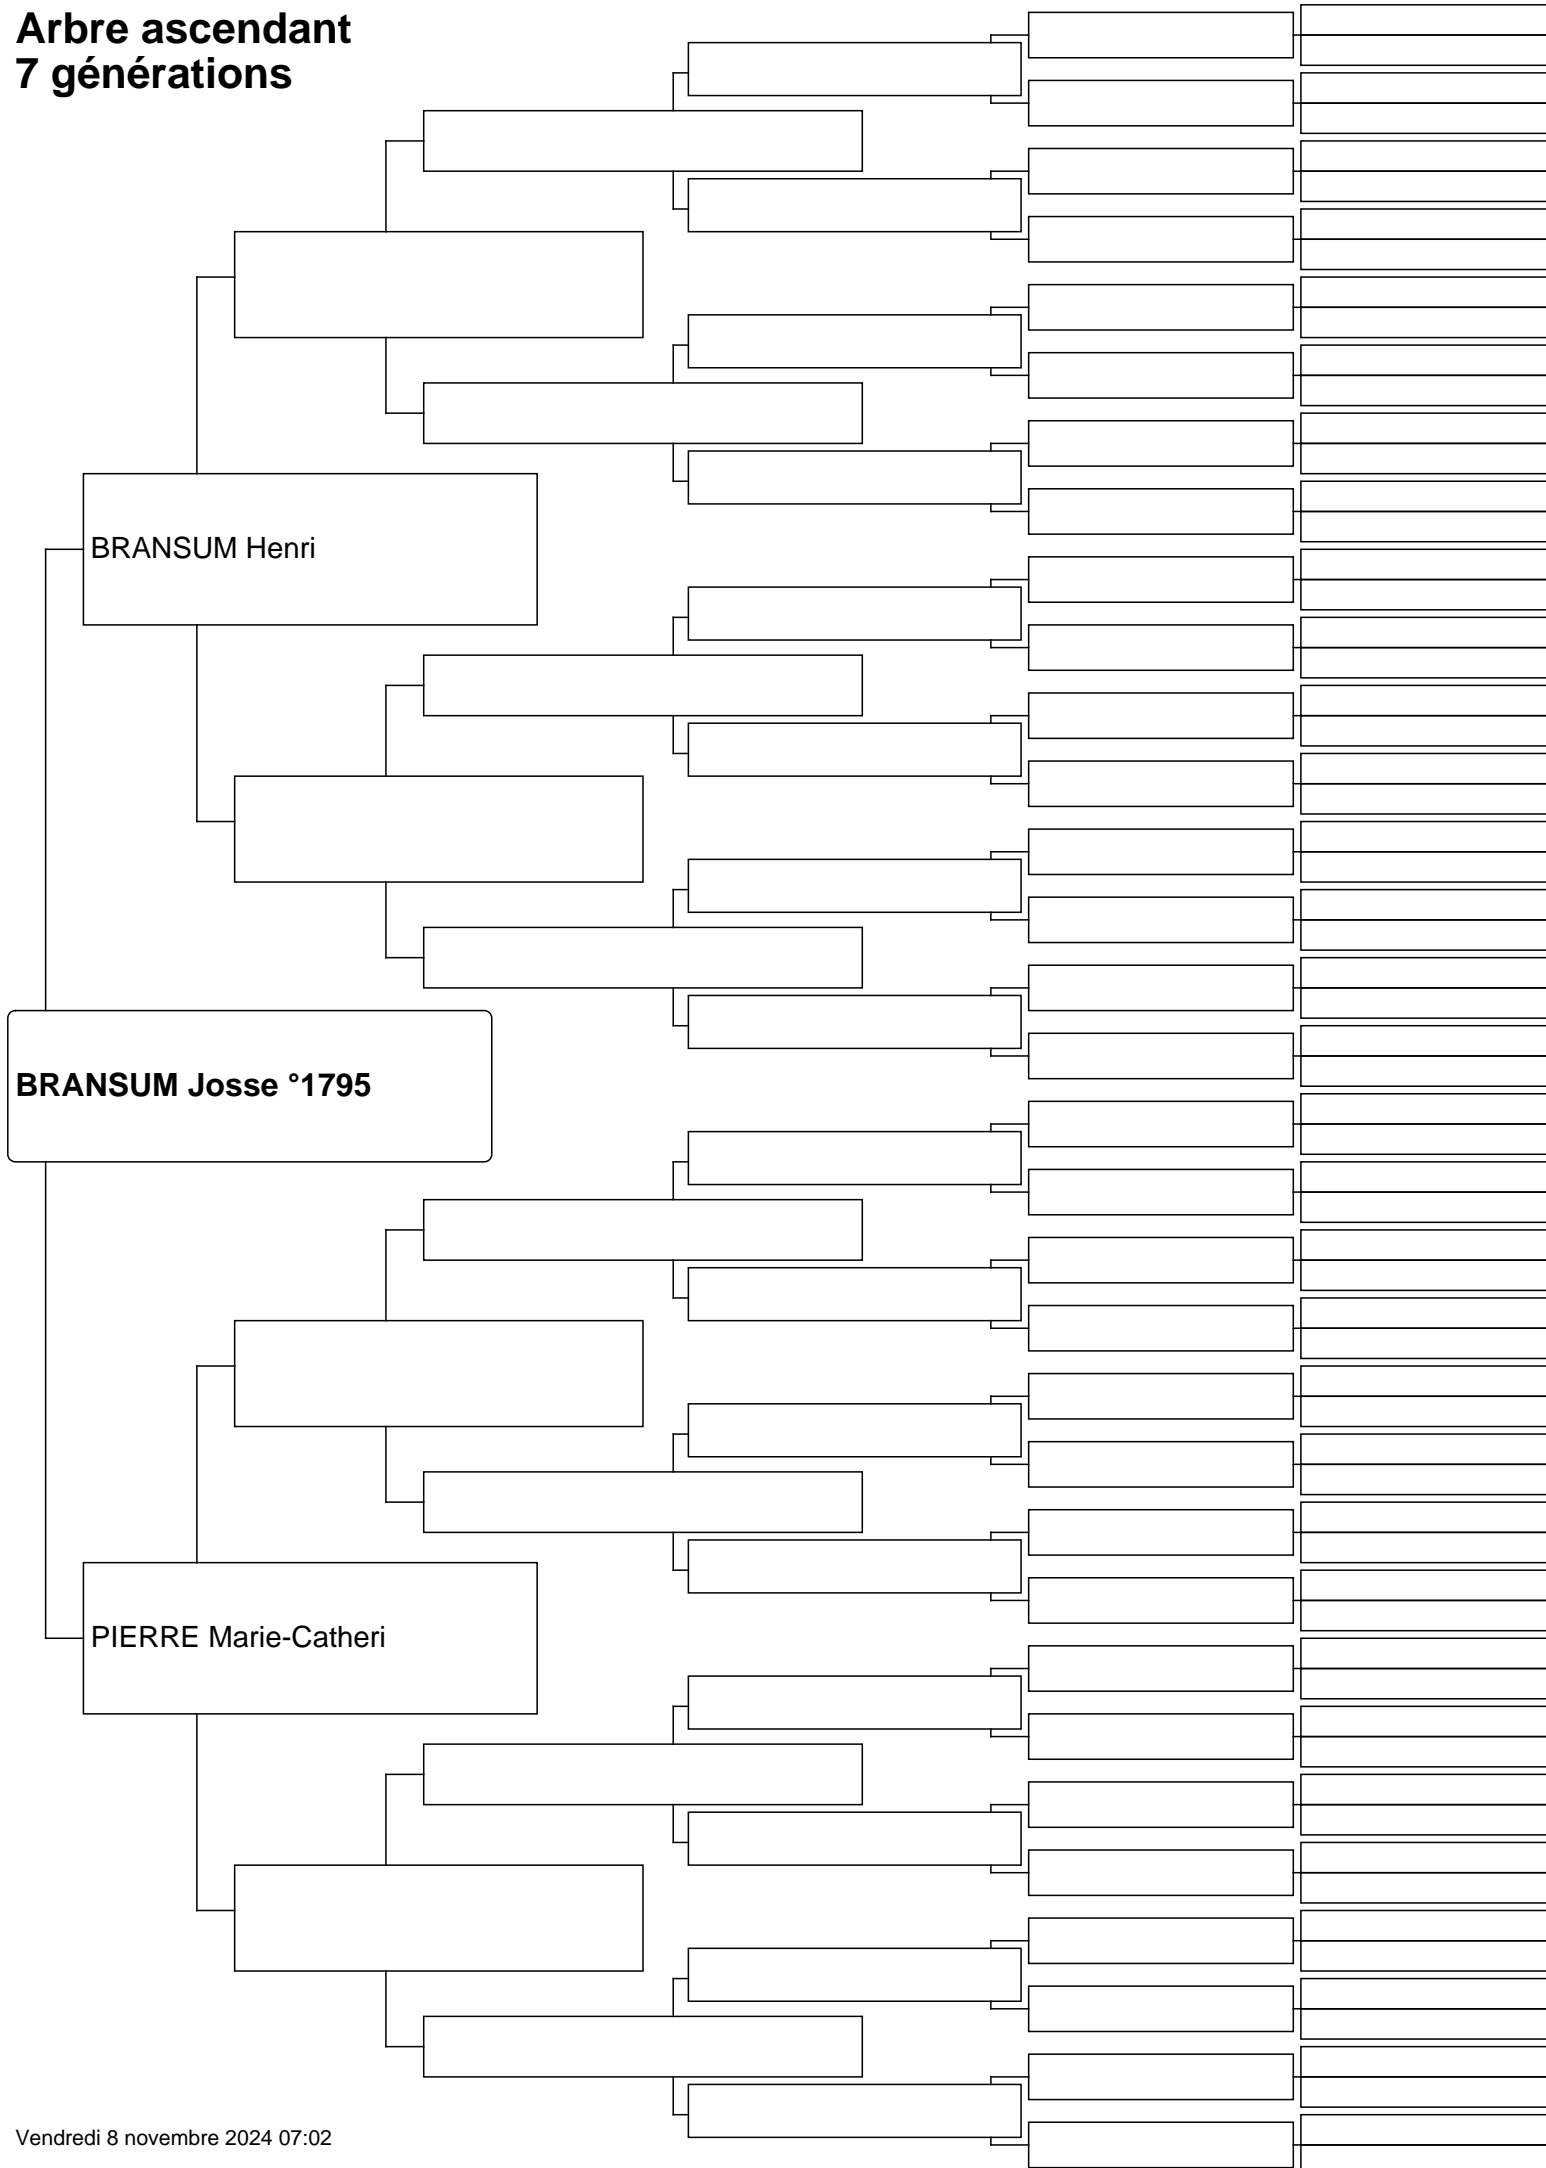 Arbre ascendant
7 générations
BRANSUM Henri
BRANSUM Josse °1795
PIERRE Marie-Catheri
Vendredi 8 novembre 2024 07:02